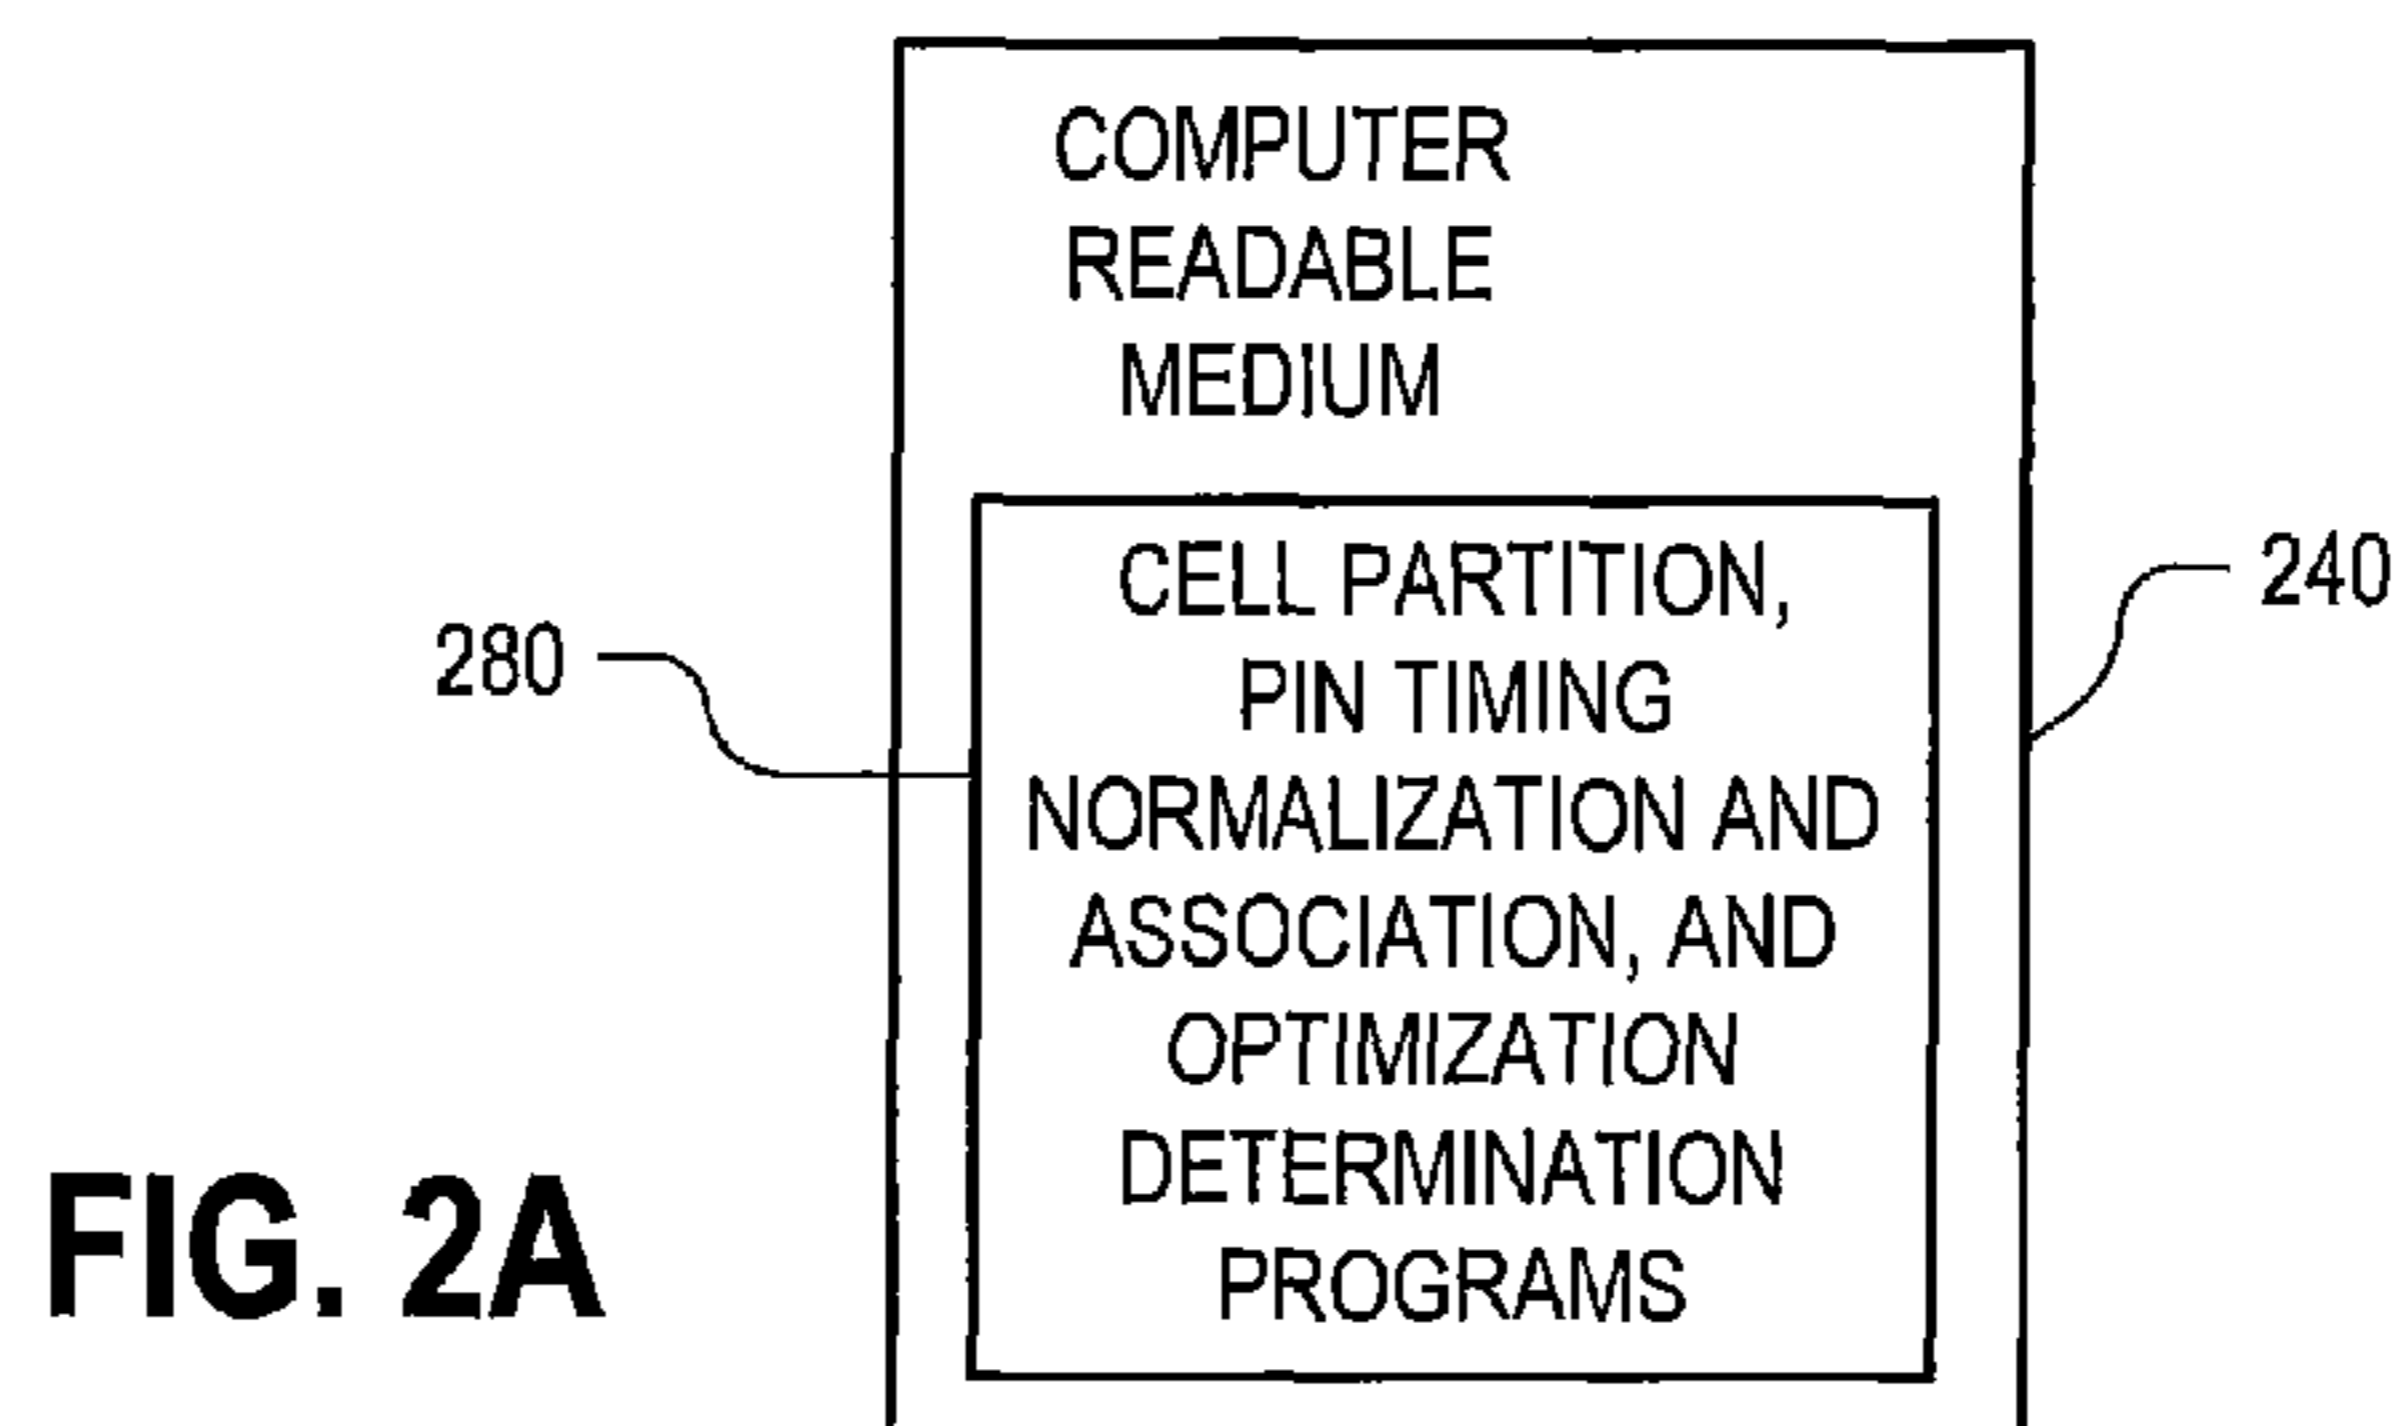 COMPUTER
READABLE
MEDIUM
CELL PARTITION,
PIN TIMING
NORMALIZATION AND
ASSOCIATION, AND
OPTIMIZATION
DETERMINATION
PROGRAMS
240
280
FIG. 2A